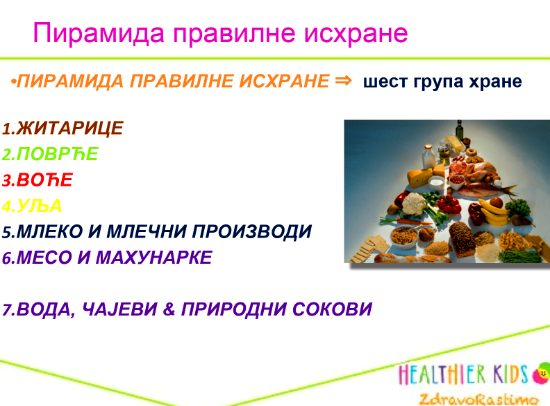 Пирамида правилне исхране
•ПИРАМИДА ПРАВИЛНЕ ИСХРАНЕ ⇒ шест група хране
1.ЖИТАРИЦЕ
2.ПОВРЋЕ
3.ВОЋЕ
4.УЉА
5.МЛЕКО И МЛЕЧНИ ПРОИЗВОДИ
6.МЕСО И МАХУНАРКЕ
7.ВОДА, ЧАЈЕВИ & ПРИРОДНИ СОКОВИ
HEALTHIER KIDS
ZdravoRastimo